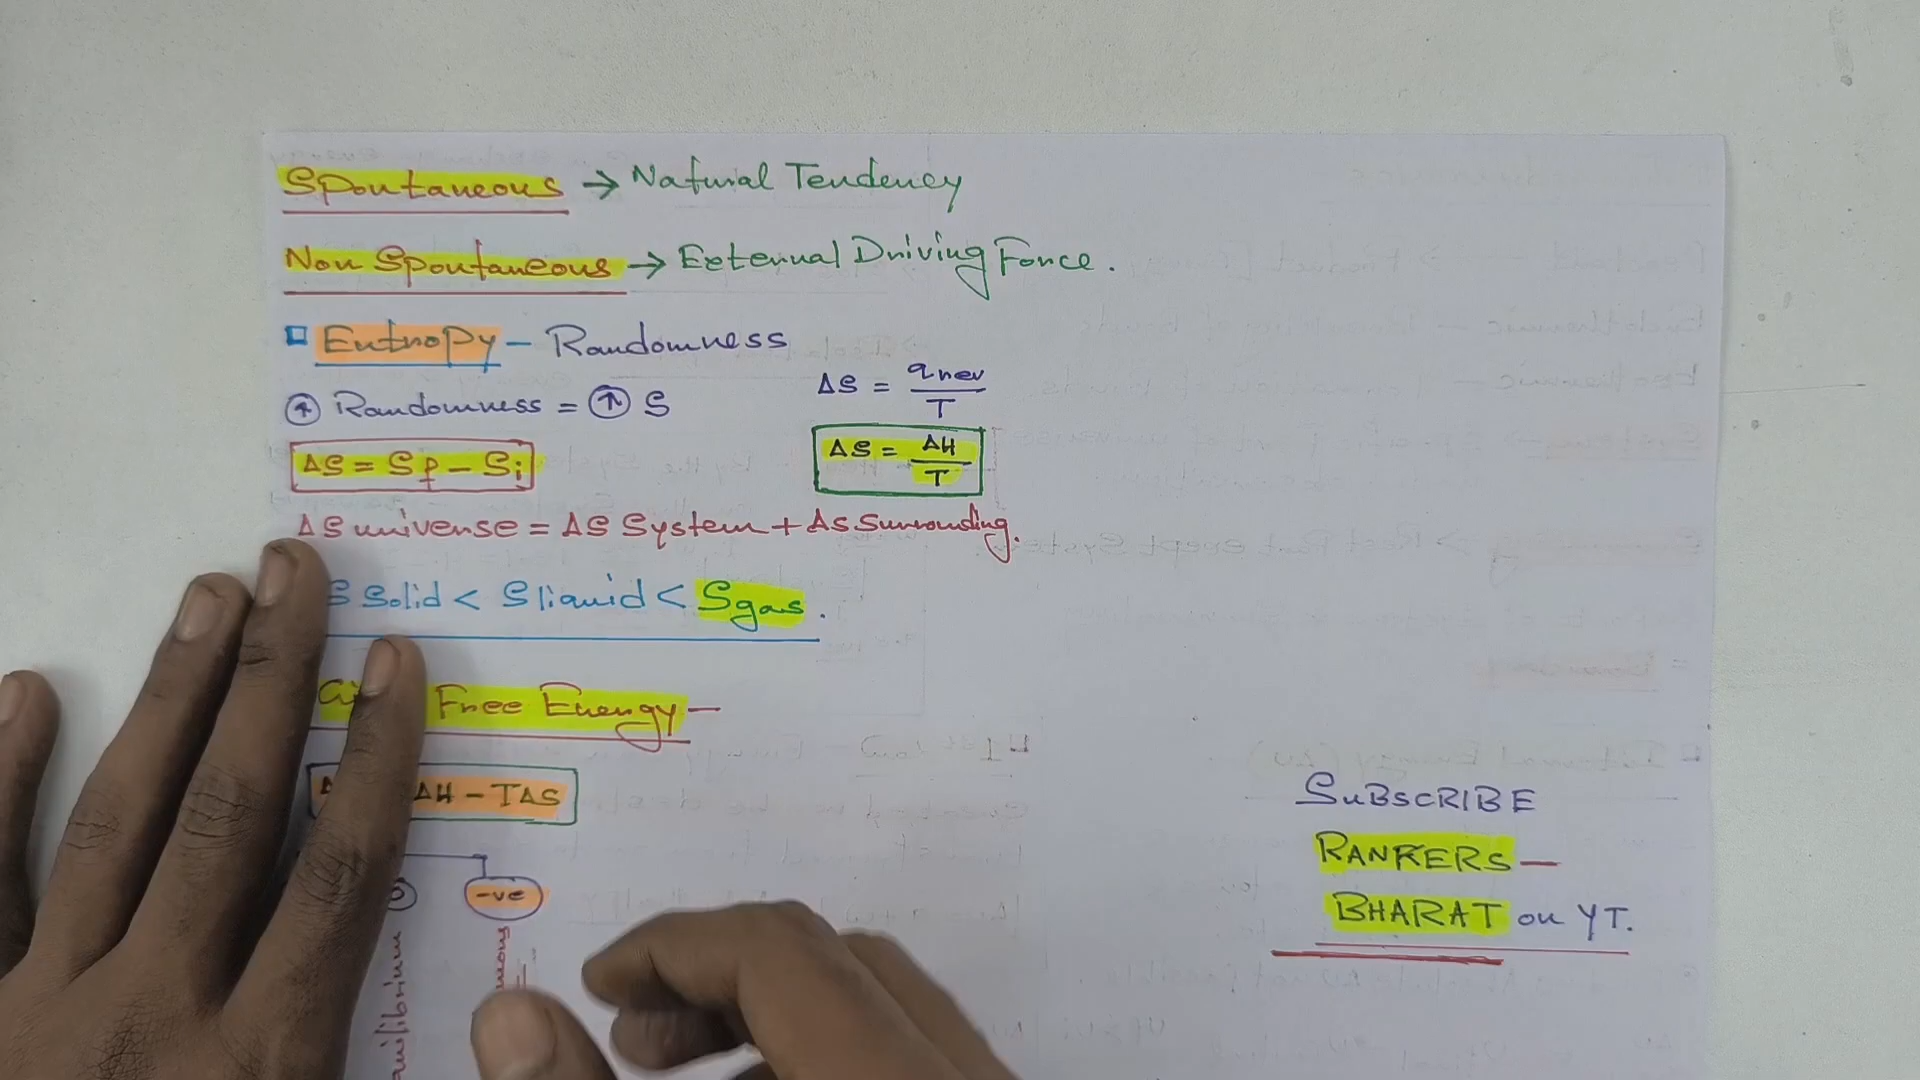 Spontaneous → Natural Tendency
Non Spontaneous → External Driving Force.
Entropy - Randomness
↑ Randomness = ↑ S
ΔS = qrev / T
ΔS = Sf - Si
ΔS = ΔH / T
ΔS universe = ΔS System + ΔS Surrounding.
S Solid < S liquid < S gas.
Free Energy -
ΔH - TΔS
-ve
SUBSCRIBE
RANKERS -
BHARAT on YT.